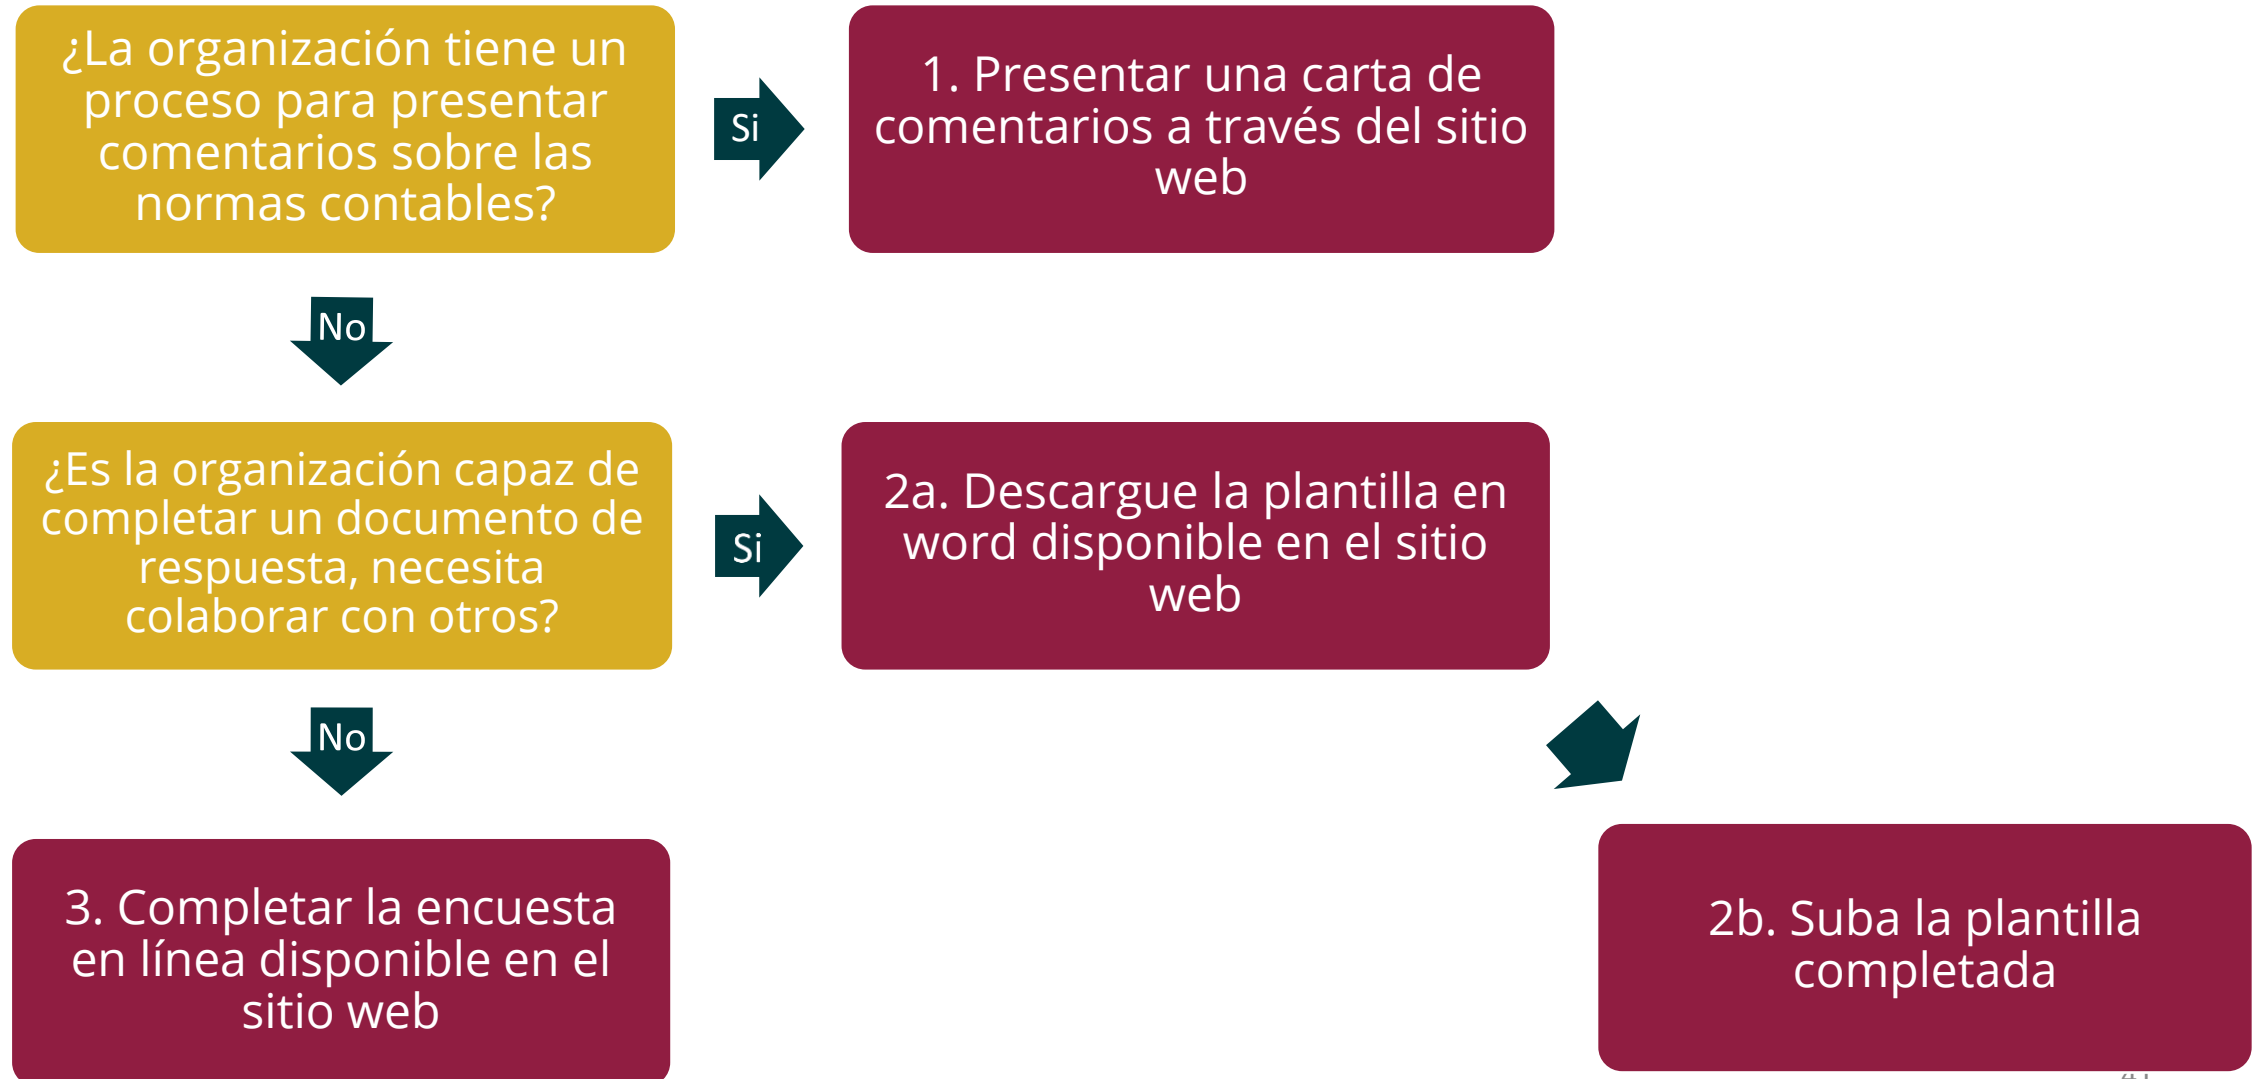 ¿La organización tiene un
proceso para presentar
comentarios sobre las
normas contables?
Si
1. Presentar una carta de
comentarios a través del sitio
web
No
¿Es la organización capaz de
completar un documento de
respuesta, necesita
colaborar con otros?
Si
2a. Descargue la plantilla en
word disponible en el sitio
web
No
3. Completar la encuesta
en línea disponible en el
sitio web
2b. Suba la plantilla
completada